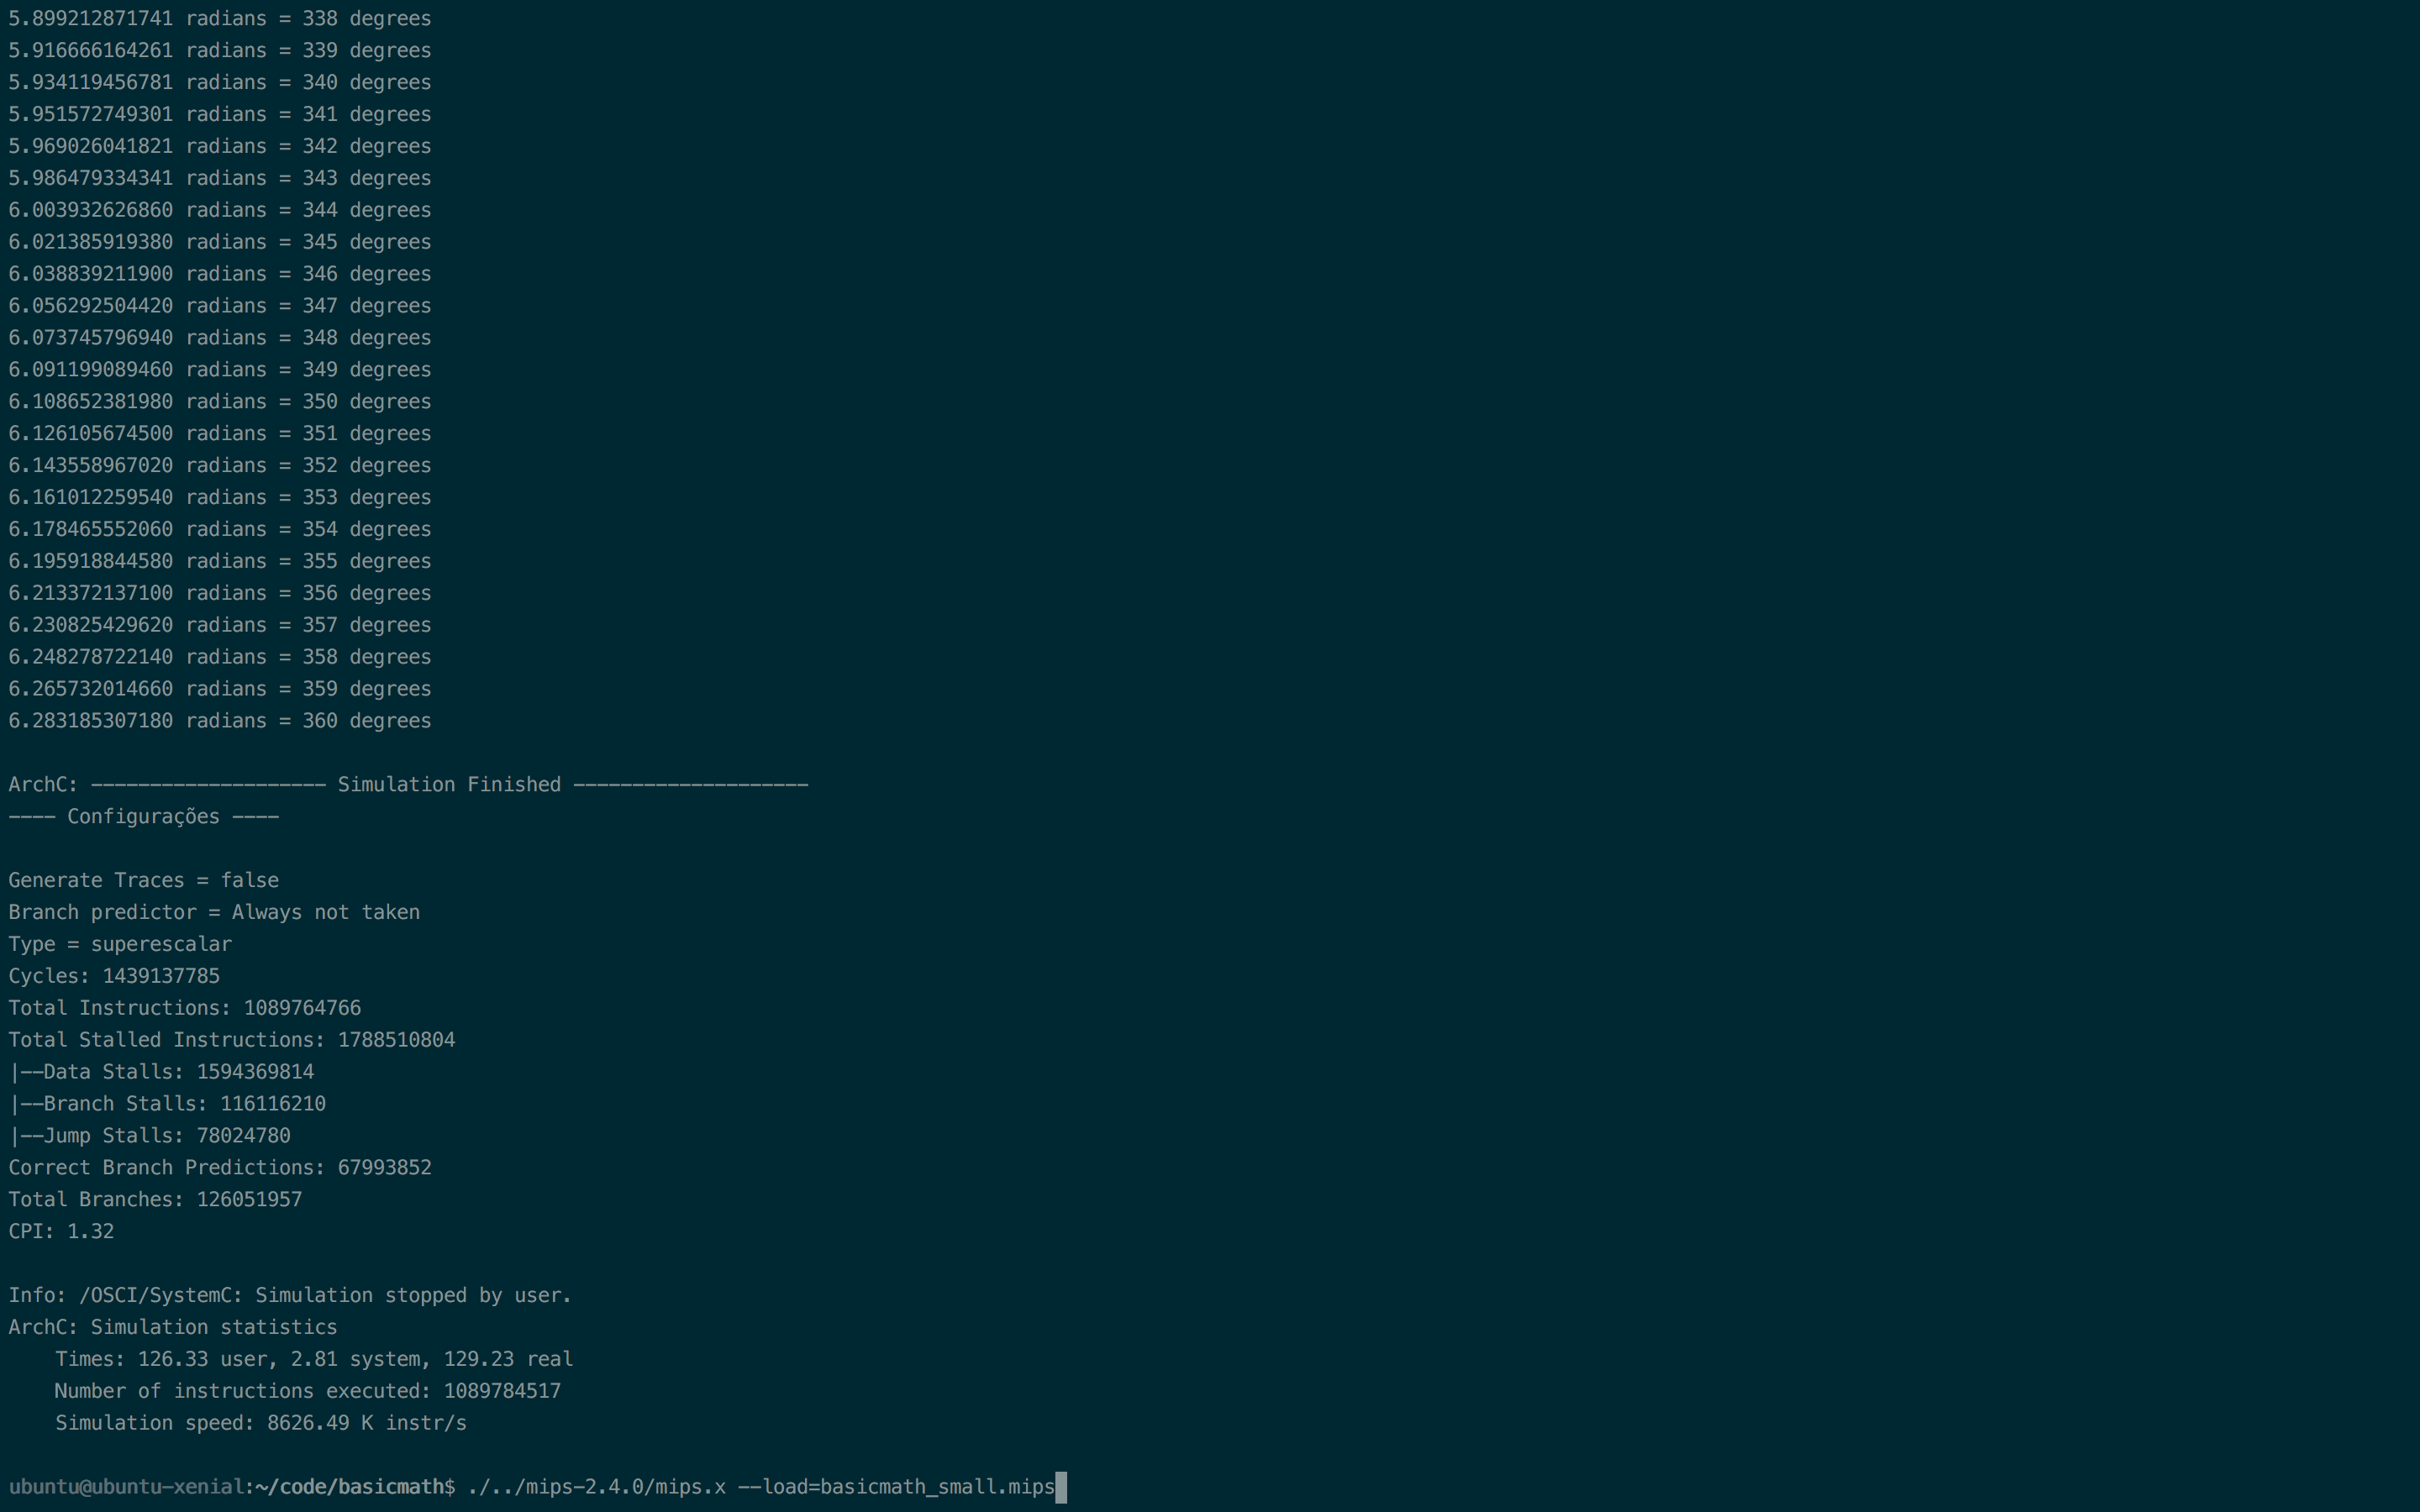 5.899212871741 radians = 338 degrees
5.916666164261 radians = 339 degrees
5.934119456781 radians = 340 degrees
5.951572749301 radians = 341 degrees
5.969026041821 radians = 342 degrees
5.986479334341 radians = 343 degrees
6.003932626860 radians = 344 degrees
6.021385919380 radians = 345 degrees
6.038839211900 radians = 346 degrees
6.056292504420 radians = 347 degrees
6.073745796940 radians = 348 degrees
6.091199089460 radians = 349 degrees
6.108652381980 radians = 350 degrees
6.126105674500 radians = 351 degrees
6.143558967020 radians = 352 degrees
6.161012259540 radians = 353 degrees
6.178465552060 radians = 354 degrees
6.195918844580 radians = 355 degrees
6.213372137100 radians = 356 degrees
6.230825429620 radians = 357 degrees
6.248278722140 radians = 358 degrees
6.265732014660 radians = 359 degrees
6.283185307180 radians = 360 degrees
ArchC: -------------------- Simulation Finished --------------------
---- Configurações ----
Generate Traces = false
Branch predictor = Always not taken
Type = superescalar
Cycles: 1439137785
Total Instructions: 1089764766
Total Stalled Instructions: 1788510804
|--Data Stalls: 1594369814
|--Branch Stalls: 116116210
|--Jump Stalls: 78024780
Correct Branch Predictions: 67993852
Total Branches: 126051957
CPI: 1.32
Info: /OSCI/SystemC: Simulation stopped by user.
ArchC: Simulation statistics
    Times: 126.33 user, 2.81 system, 129.23 real
    Number of instructions executed: 1089784517
    Simulation speed: 8626.49 K instr/s
ubuntu@ubuntu-xenial:~/code/basicmath$ ./../mips-2.4.0/mips.x --load=basicmath_small.mips